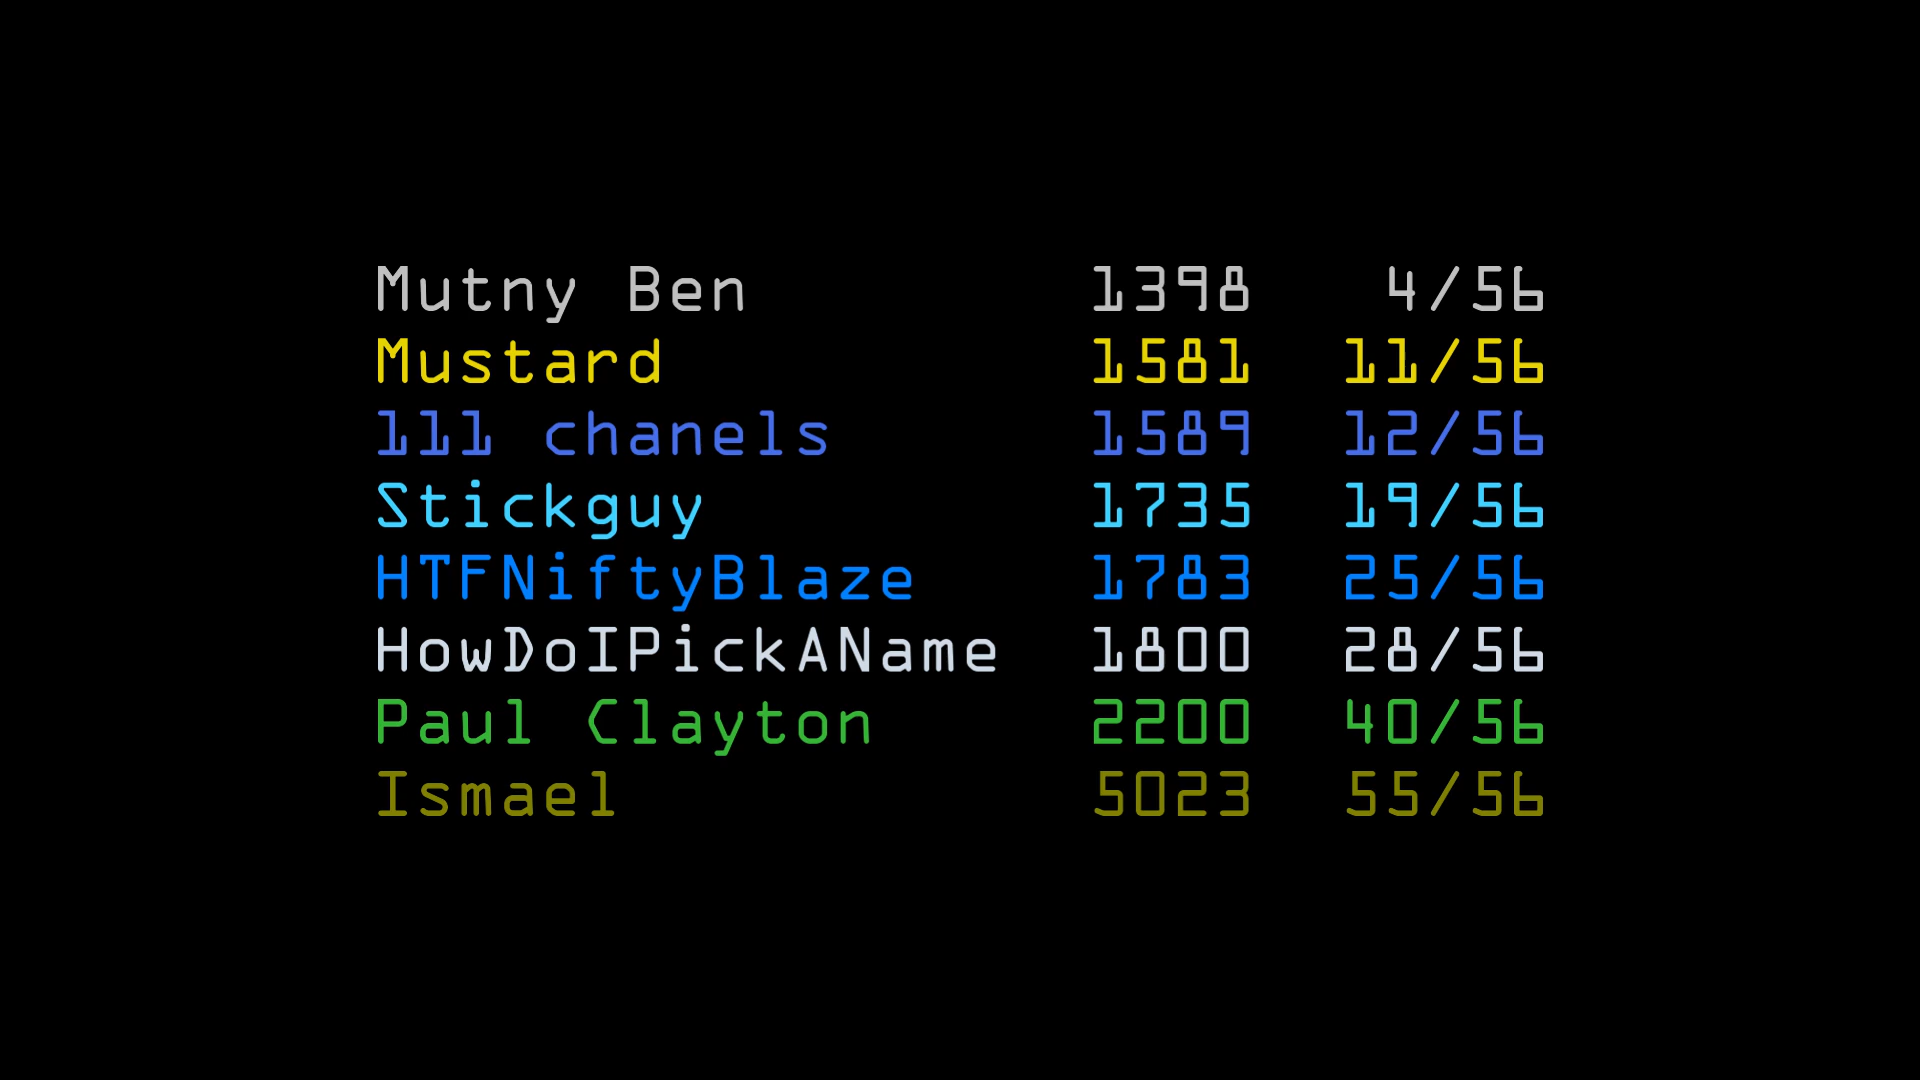 Mutny Ben 1398 4/56
Mustard 1581 11/56
111 chanels 1589 12/56
Stickguy 1735 19/56
HTFNiftyBlaze 1783 25/56
HowDoIPickAName 1800 28/56
Paul Clayton 2200 40/56
Ismael 5023 55/56